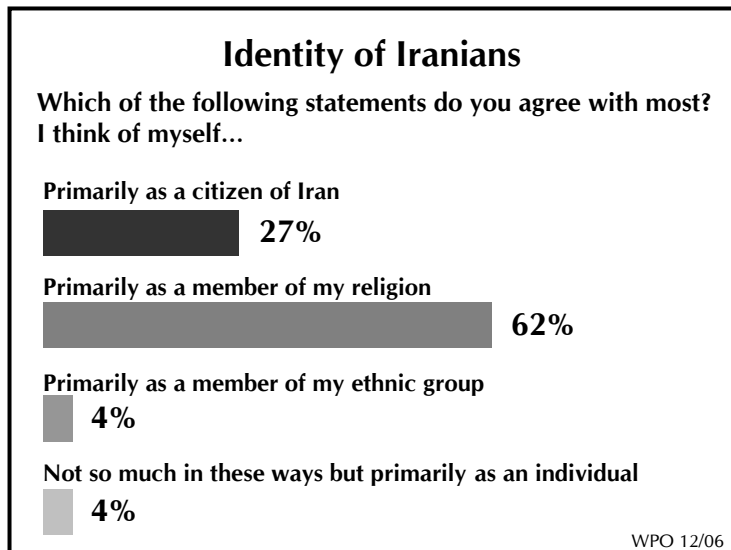 Identity of Iranians
Which of the following statements do you agree with most?
I think of myself...
Primarily as a citizen of Iran
27%
Primarily as a member of my religion
62%
Primarily as a member of my ethnic group
4%
Not so much in these ways but primarily as an individual
4%
WPO 12/06